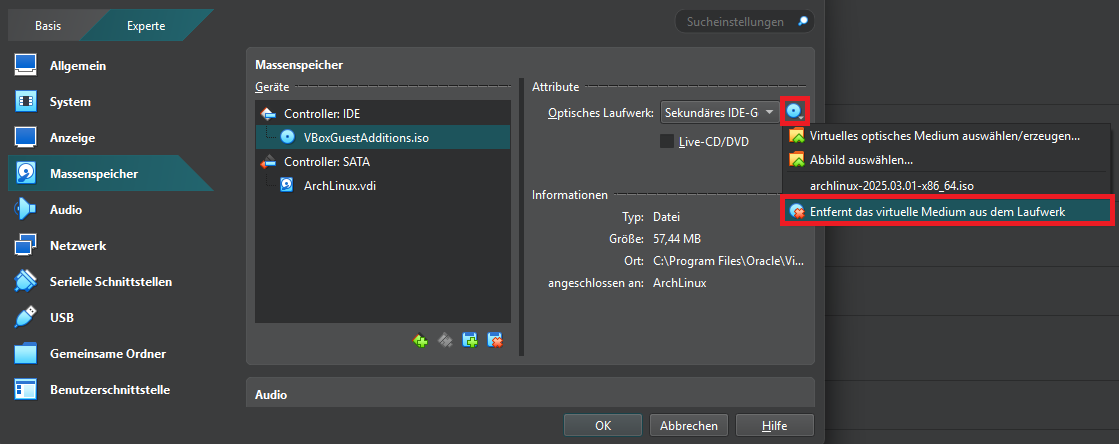 Basis
Experte
Sucheinstellungen
Allgemein
System
Anzeige
Massenspeicher
Audio
Netzwerk
Serielle Schnittstellen
USB
Gemeinsame Ordner
Benutzerschnittstelle
Massenspeicher
Geräte
Controller: IDE
VBoxGuestAdditions.iso
Controller: SATA
ArchLinux.vdi
Attribute
Optisches Laufwerk: Sekundäres IDE-G
Live-CD/DVD
Informationen
Typ: Datei
Größe: 57,44 MB
Ort: C:\Program Files\Oracle\Vi...
angeschlossen an: ArchLinux
Virtuelles optisches Medium auswählen/erzeugen...
Abbild auswählen...
archlinux-2025.03.01-x86_64.iso
Entfernt das virtuelle Medium aus dem Laufwerk
Audio
OK
Abbrechen
Hilfe